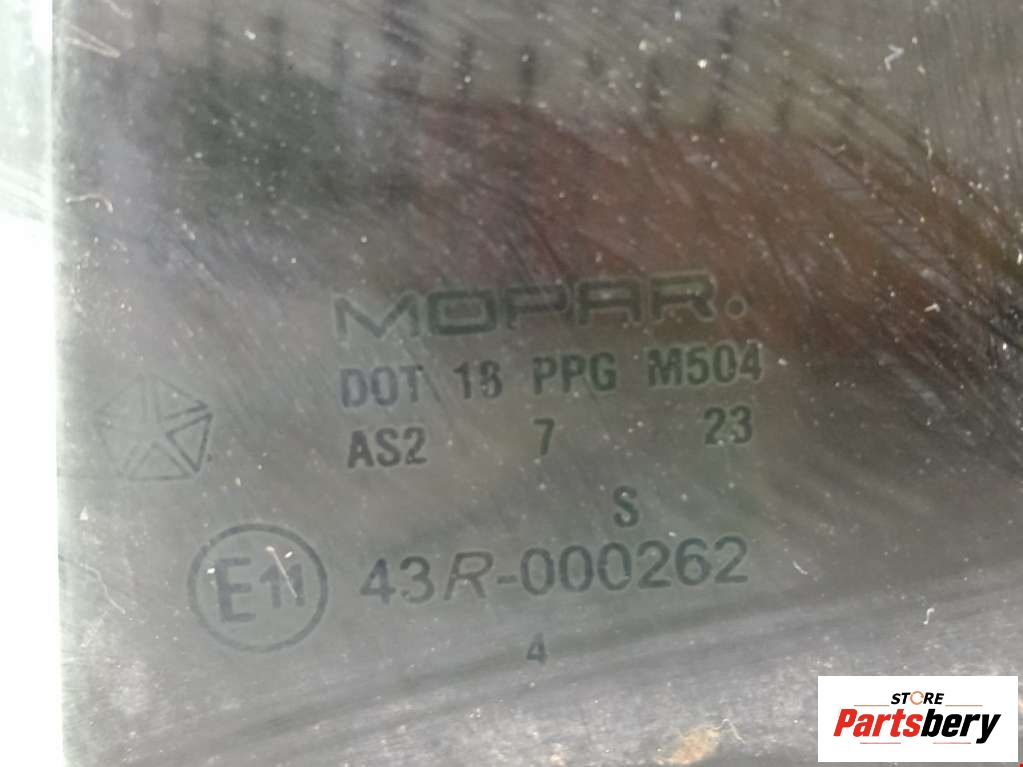 MOPAR.
DOT 18 PPG M504
AS2 7 23
S
E11 43R-000262
4
STORE
Partsbery